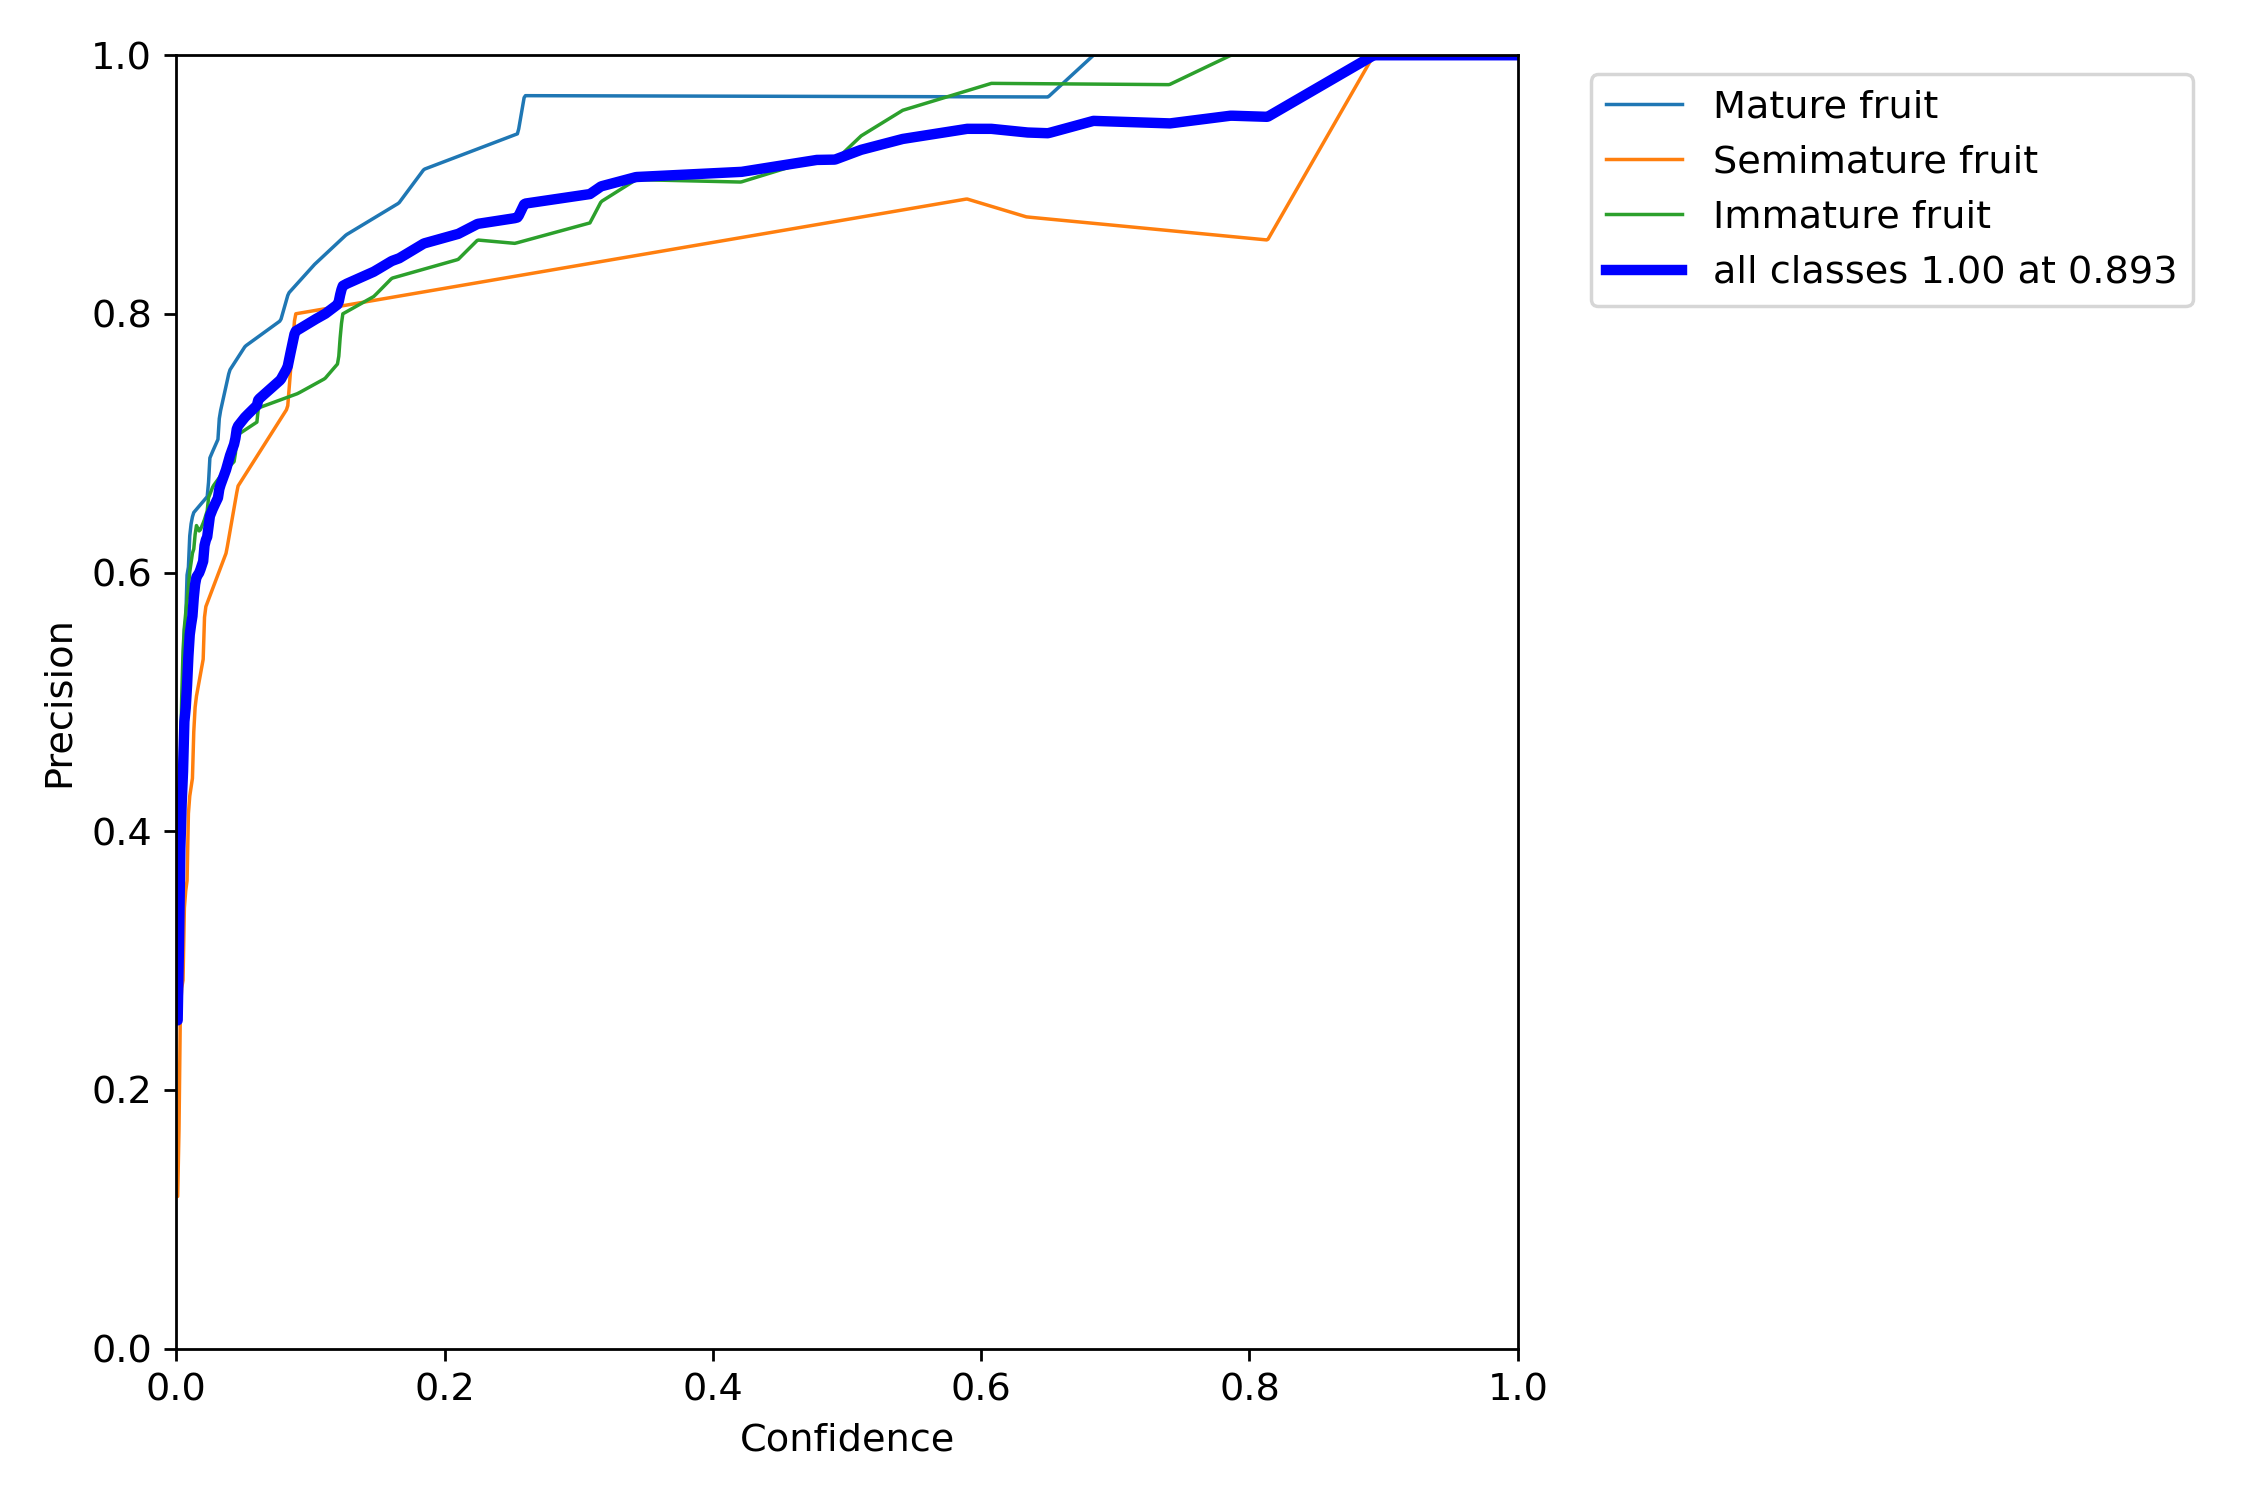 1.0
0.8
0.6
0.4
0.2
0.0
Precision
0.0 0.2 0.4 0.6 0.8 1.0
Confidence
Mature fruit
Semimature fruit
Immature fruit
all classes 1.00 at 0.893